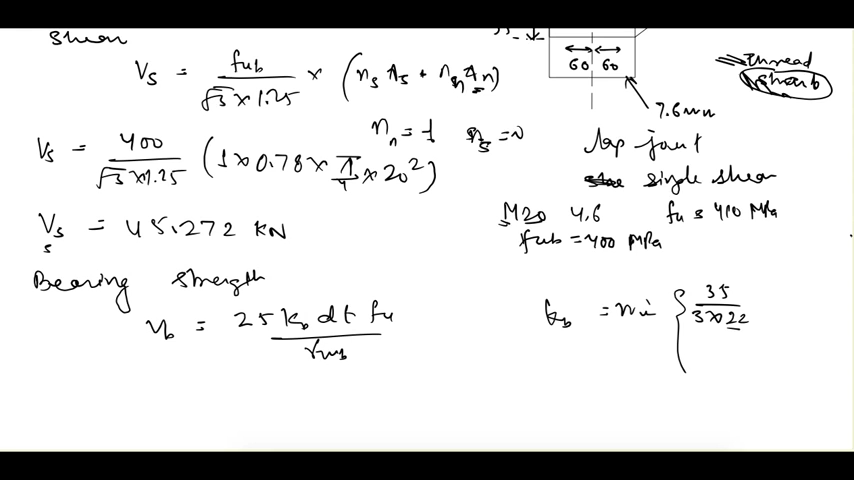 shear
Vs = fub / √3 × 1.25 × (ns As + nn An)
60 60
thread
shank
7.6mm
nn = 1 ns = 0
Vs = 400 / √3 × 1.25 (1 × 0.78 × π/4 × 20²)
lap joint
single shear
Vs = 45.272 KN
M20 4.6 fu = 410 MPa
fub = 400 MPa
Bearing strength
Vb = 2.5 kb dt fu / γmb
kb = min { 35 / 3×22